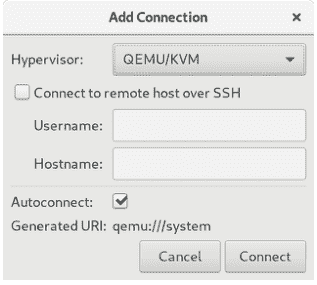 Add Connection
Hypervisor: QEMU/KVM
Connect to remote host over SSH
Username:
Hostname:
Autoconnect:
Generated URI: qemu:///system
Cancel Connect